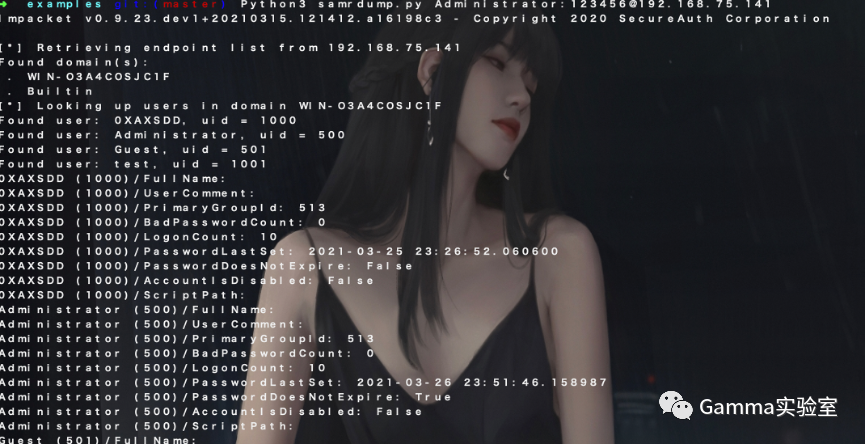 ➜ examples git:(master) Python3 samrdump.py Administrator:123456@192.168.75.141
Impacket v0.9.23.dev1+20210315.121412.a16198c3 - Copyright 2020 SecureAuth Corporation
[*] Retrieving endpoint list from 192.168.75.141
Found domain(s):
. WIN-O3A4COSJC1F
. Builtin
[*] Looking up users in domain WIN-O3A4COSJC1F
Found user: 0XAXSDD, uid = 1000
Found user: Administrator, uid = 500
Found user: Guest, uid = 501
Found user: test, uid = 1001
0XAXSDD (1000)/FullName:
0XAXSDD (1000)/UserComment:
0XAXSDD (1000)/PrimaryGroupId: 513
0XAXSDD (1000)/BadPasswordCount: 0
0XAXSDD (1000)/LogonCount: 10
0XAXSDD (1000)/PasswordLastSet: 2021-03-25 23:26:52.060600
0XAXSDD (1000)/PasswordDoesNotExpire: False
0XAXSDD (1000)/AccountIsDisabled: False
0XAXSDD (1000)/ScriptPath:
Administrator (500)/FullName:
Administrator (500)/UserComment:
Administrator (500)/PrimaryGroupId: 513
Administrator (500)/BadPasswordCount: 0
Administrator (500)/LogonCount: 10
Administrator (500)/PasswordLastSet: 2021-03-26 23:51:46.158987
Administrator (500)/PasswordDoesNotExpire: True
Administrator (500)/AccountIsDisabled: False
Administrator (500)/ScriptPath:
Guest (501)/FullName:
Gamma实验室